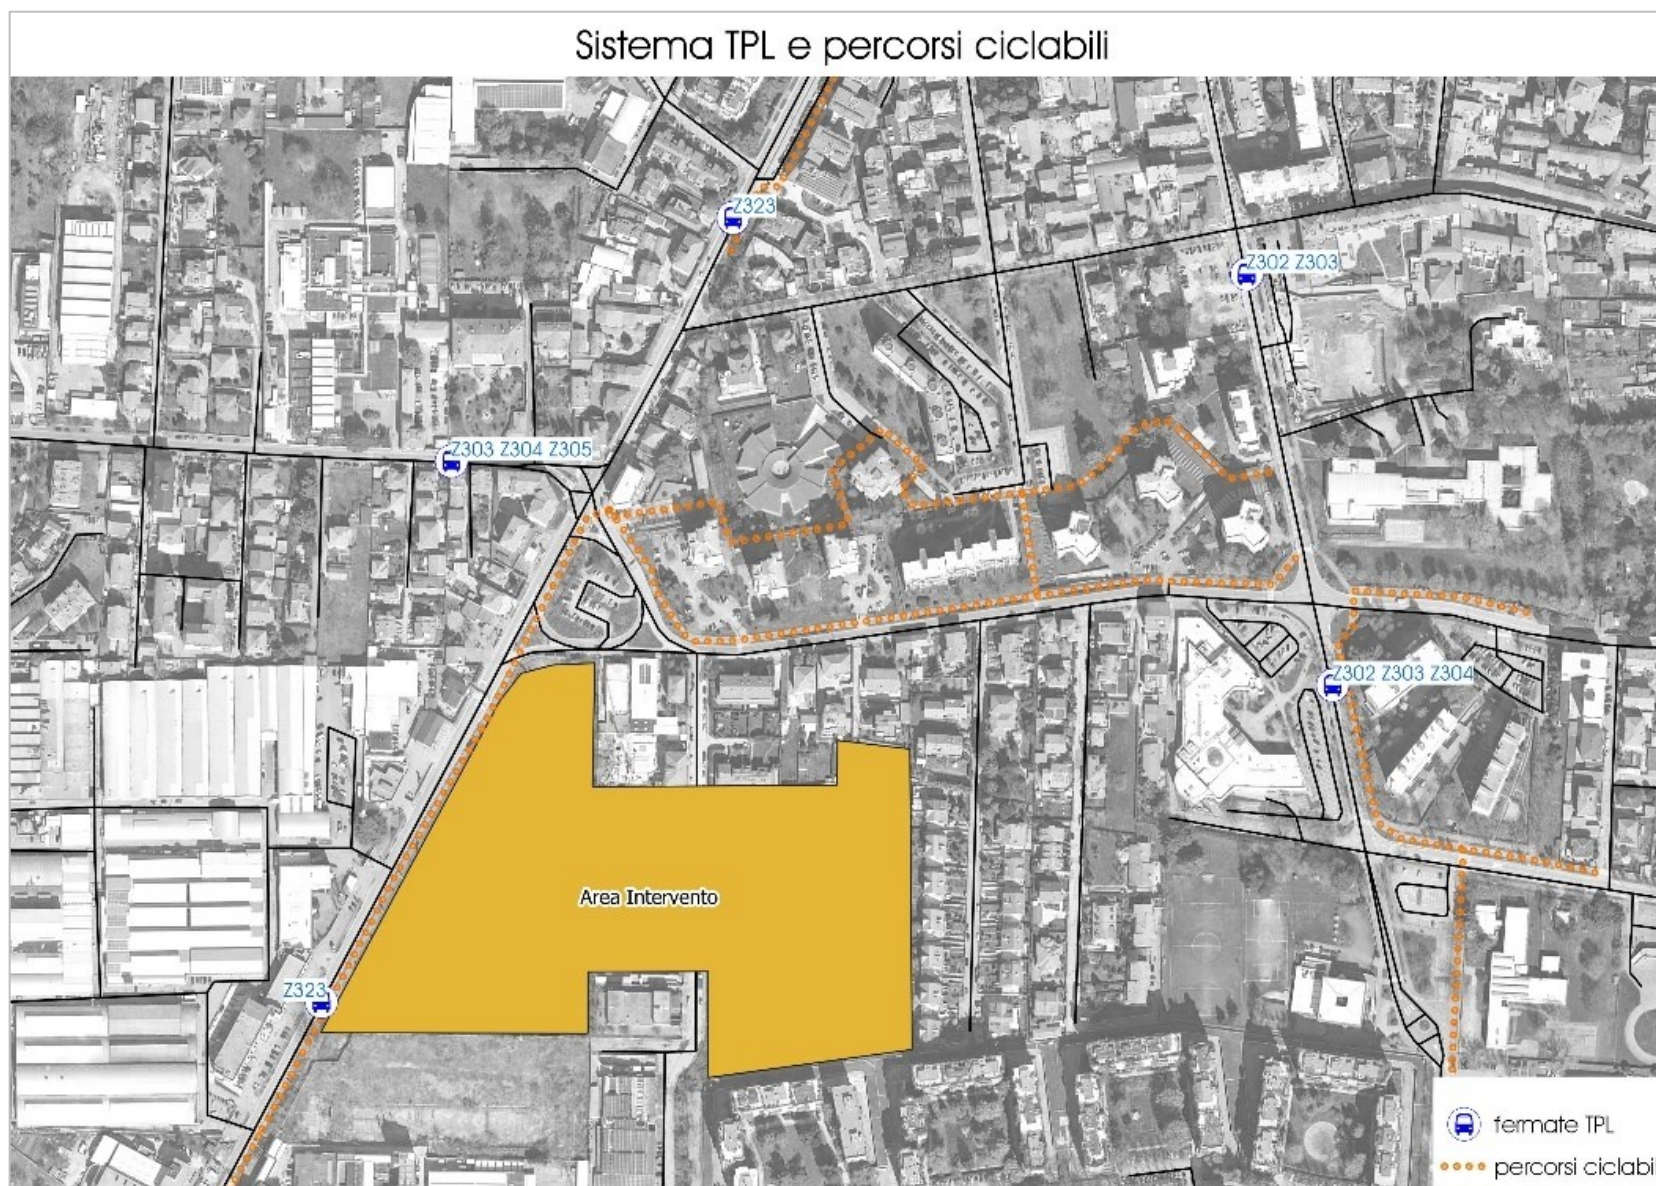 Sistema TPL e percorsi ciclabili
Z323
Z302 Z303
Z303 Z304 Z305
Z302 Z303 Z304
Area Intervento
Z323
fermate TPL
percorsi ciclabil